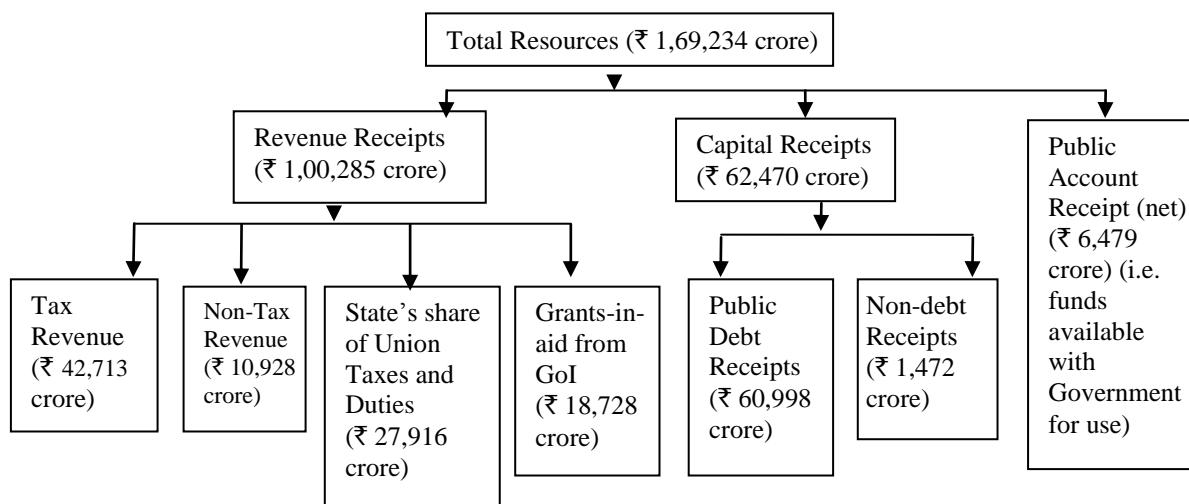 Total Resources (₹ 1,69,234 crore)
Revenue Receipts
(₹ 1,00,285 crore)
Capital Receipts
(₹ 62,470 crore)
Public
Account
Receipt (net)
(₹ 6,479
crore) (i.e.
funds
available
with
Government
for use)
Tax
Revenue
(₹ 42,713
crore)
Non-Tax
Revenue
(₹ 10,928
crore)
State’s share
of Union
Taxes and
Duties
(₹ 27,916
crore)
Grants-in-
aid from
GoI
(₹ 18,728
crore)
Public
Debt
Receipts
(₹ 60,998
crore)
Non-debt
Receipts
(₹ 1,472
crore)